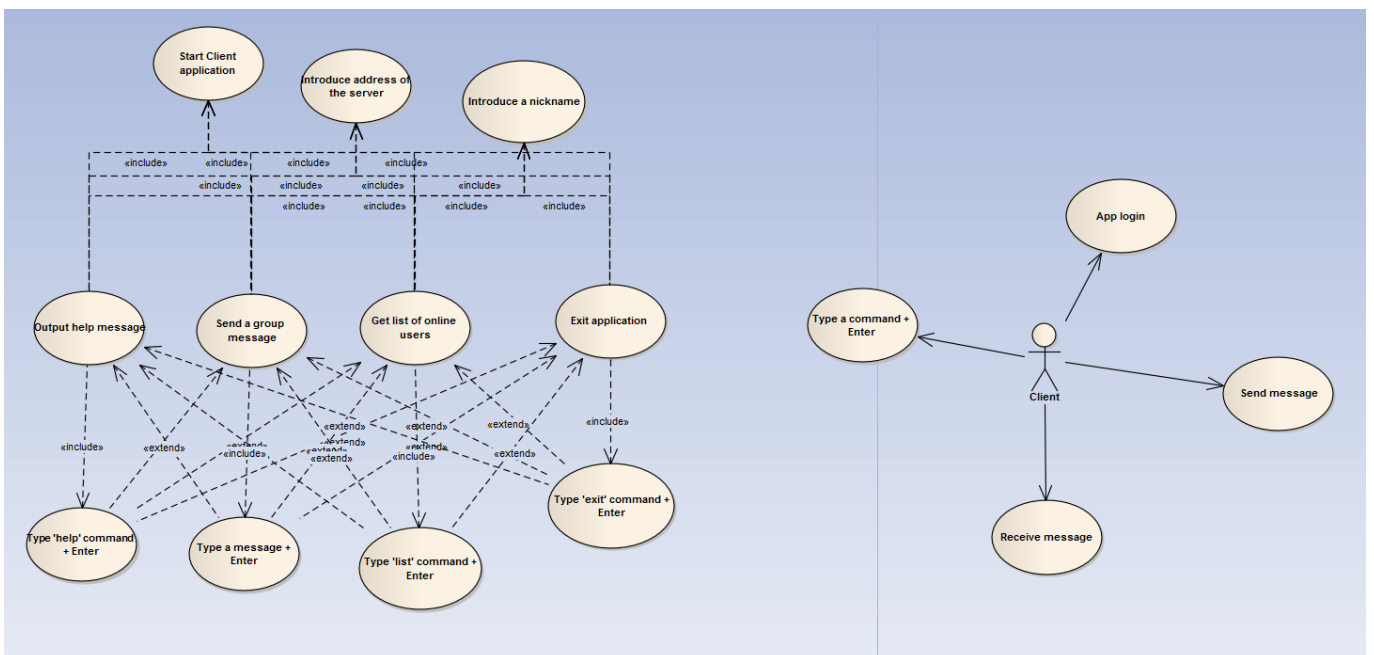 Start Client
application
Introduce address of
the server
Introduce a nickname
«include» «include» «include» «include»
«include» «include» «include» «include»
«include» «include» «include» «include»
App login
Output help message
Send a group
message
Get list of online
users
Exit application
Type a command +
Enter
Client
Send message
«include»
«extend»
«extend»
«include»
«extend»
«extend»
«extend»
«extend»
«extend»
«include»
«extend»
«extend»
«include»
«extend»
Type 'help' command
+ Enter
Type a message +
Enter
Type 'list' command +
Enter
Type 'exit' command +
Enter
Receive message